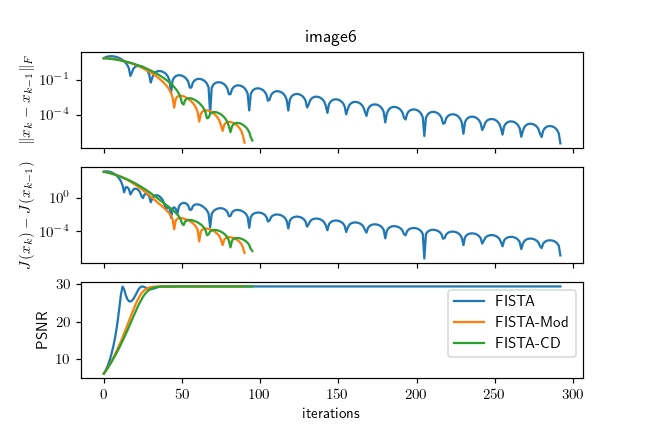 image6
‖x_k − x_{k−1}‖_F
10^{−1}
10^{−4}
J(x_k) − J(x_{k−1})
10^0
10^{−4}
PSNR
30
20
10
FISTA
FISTA-Mod
FISTA-CD
0 50 100 150 200 250 300
iterations